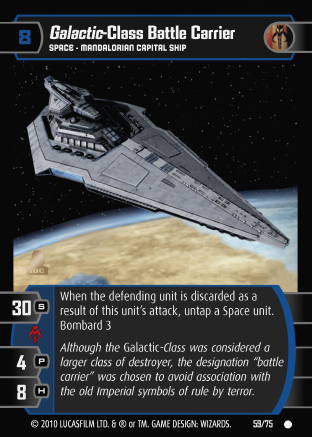 8
Galactic-Class Battle Carrier
SPACE - MANDALORIAN CAPITAL SHIP
30 S
When the defending unit is discarded as a
result of this unit's attack, untap a Space unit.
Bombard 3
4 P
8 H
Although the Galactic-Class was considered a
larger class of destroyer, the designation "battle
carrier" was chosen to avoid association with
the old Imperial symbols of rule by terror.
© 2010 LUCASFILM LTD. & ® or TM. GAME DESIGN: WIZARDS.
59/75